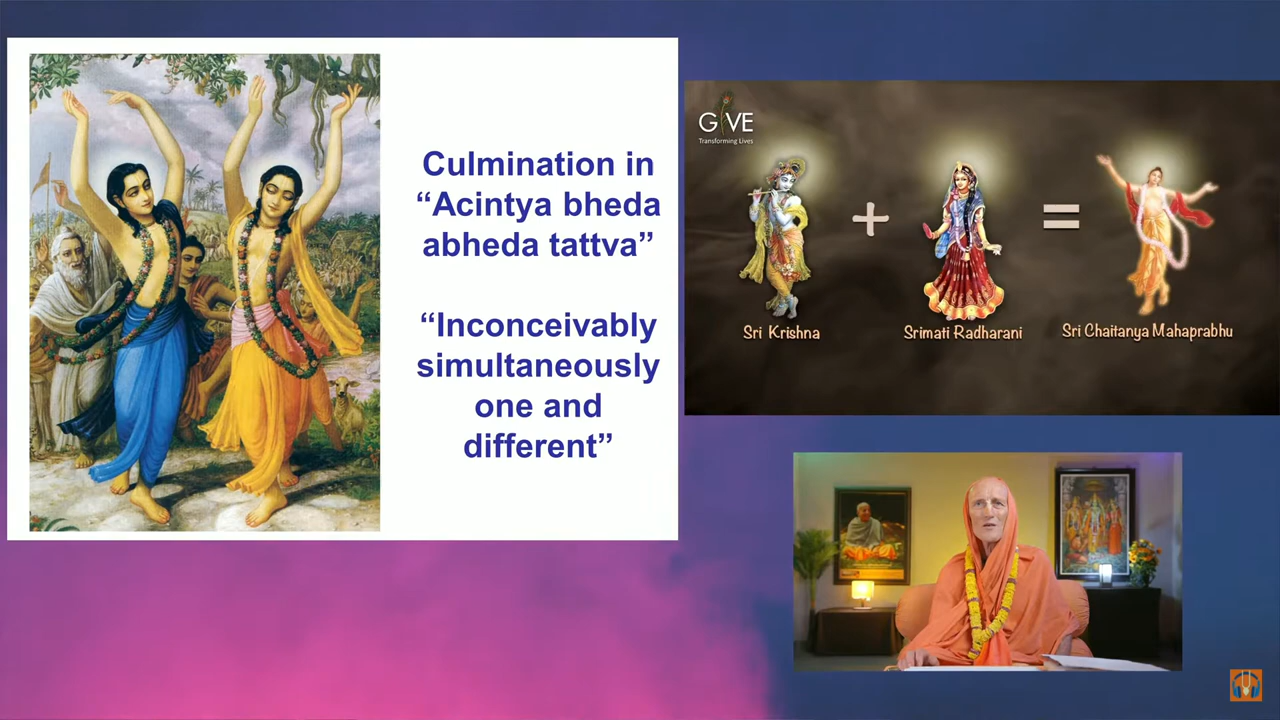 Culmination in
“Acintya bheda
abheda tattva”
“Inconceivably
simultaneously
one and
different”
GIVE
Transforming Lives
+
=
Sri Krishna
Srimati Radharani
Sri Chaitanya Mahaprabhu